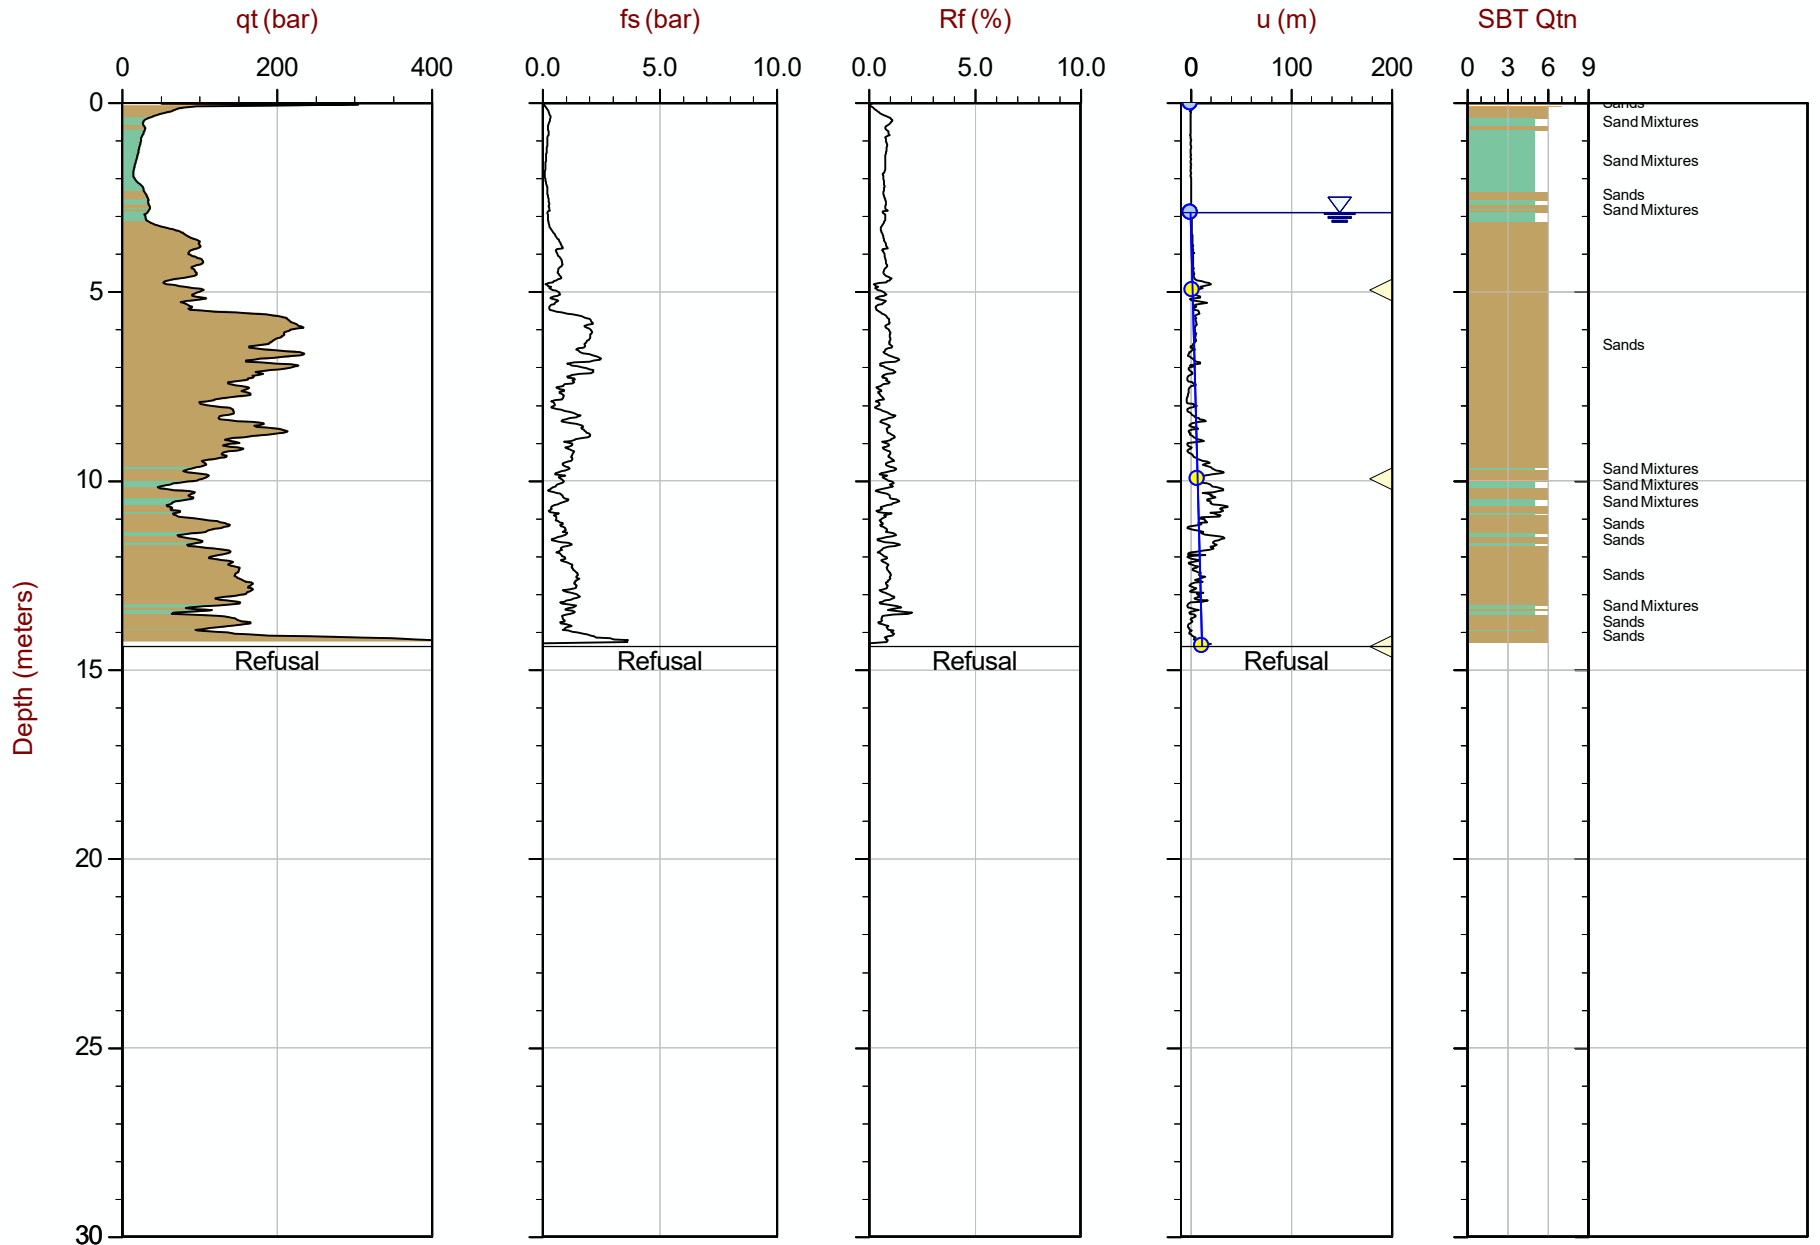 qt (bar) fs (bar) Rf (%) u (m) SBT Qtn
0 200 400 0.0 5.0 10.0 0.0 5.0 10.0 0 100 200 0 3 6 9
0
Sands
Sand Mixtures
Sand Mixtures
Sands
Sand Mixtures
5
Sands
Sand Mixtures
10
Sand Mixtures
Sand Mixtures
Sands
Sands
Sands
Sand Mixtures
Sands
Sands
Refusal Refusal Refusal Refusal
15
Depth (meters)
20
25
30